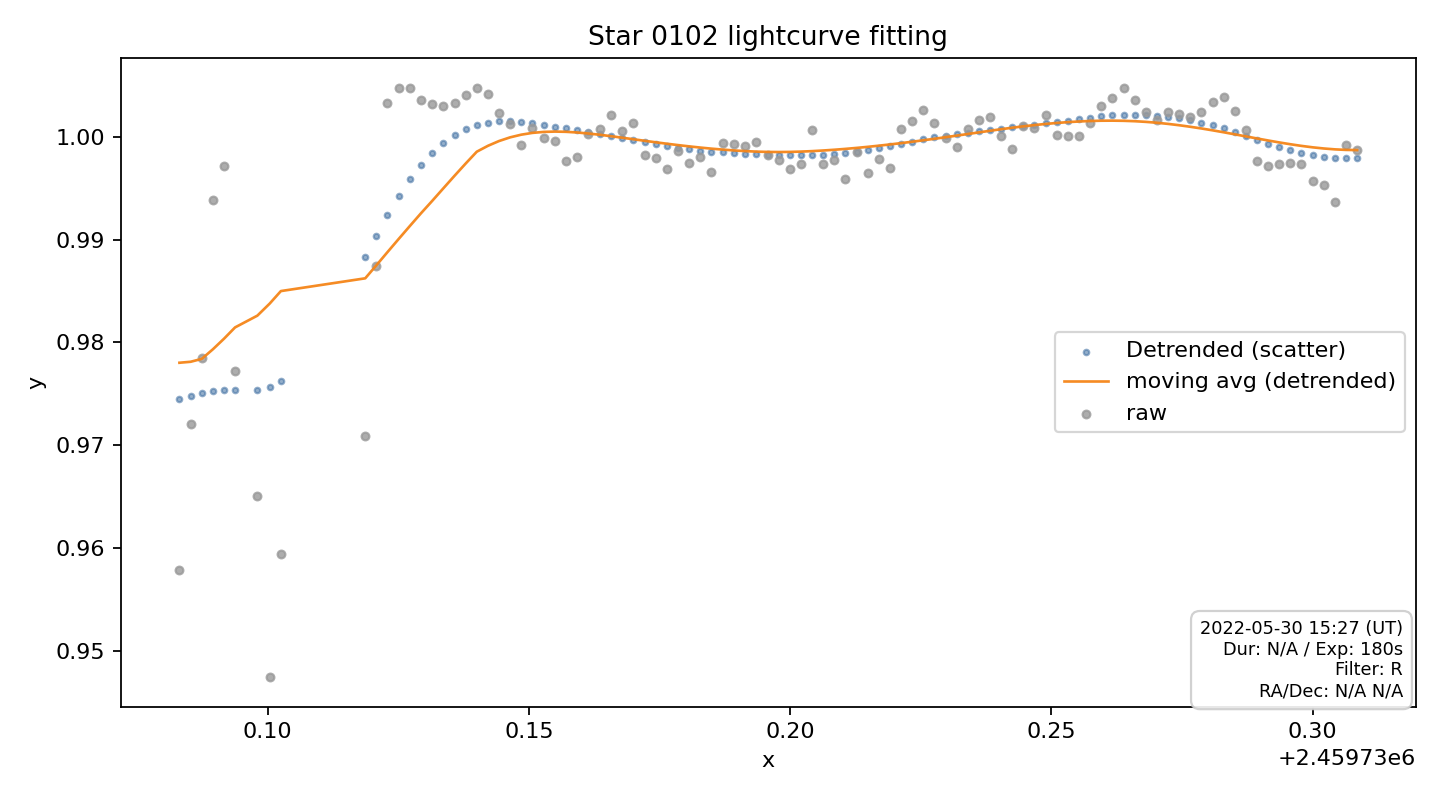 Star 0102 lightcurve fitting
y
1.00
0.99
0.98
0.97
0.96
0.95
Detrended (scatter)
moving avg (detrended)
raw
2022-05-30 15:27 (UT)
Dur: N/A / Exp: 180s
Filter: R
RA/Dec: N/A N/A
0.10 0.15 0.20 0.25 0.30
x
+2.45973e6